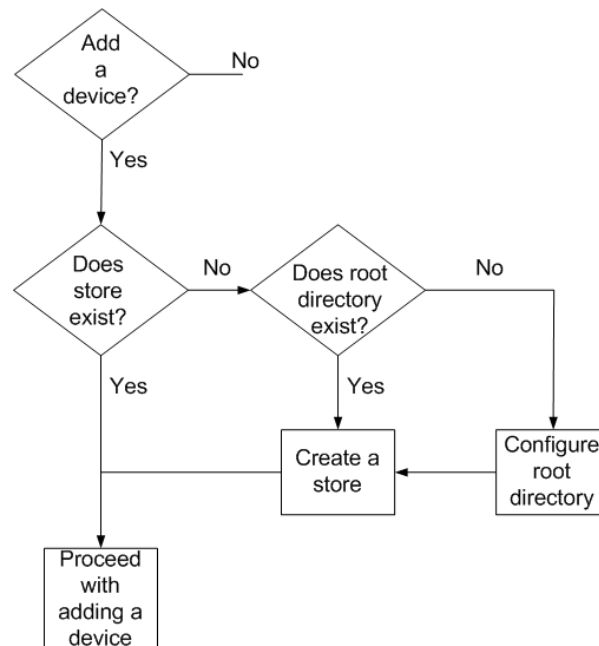 Add
a
device?
No
Yes
Does
store
exist?
No
Does root
directory
exist?
No
Yes
Yes
Create a
store
Configure
root
directory
Proceed
with
adding a
device